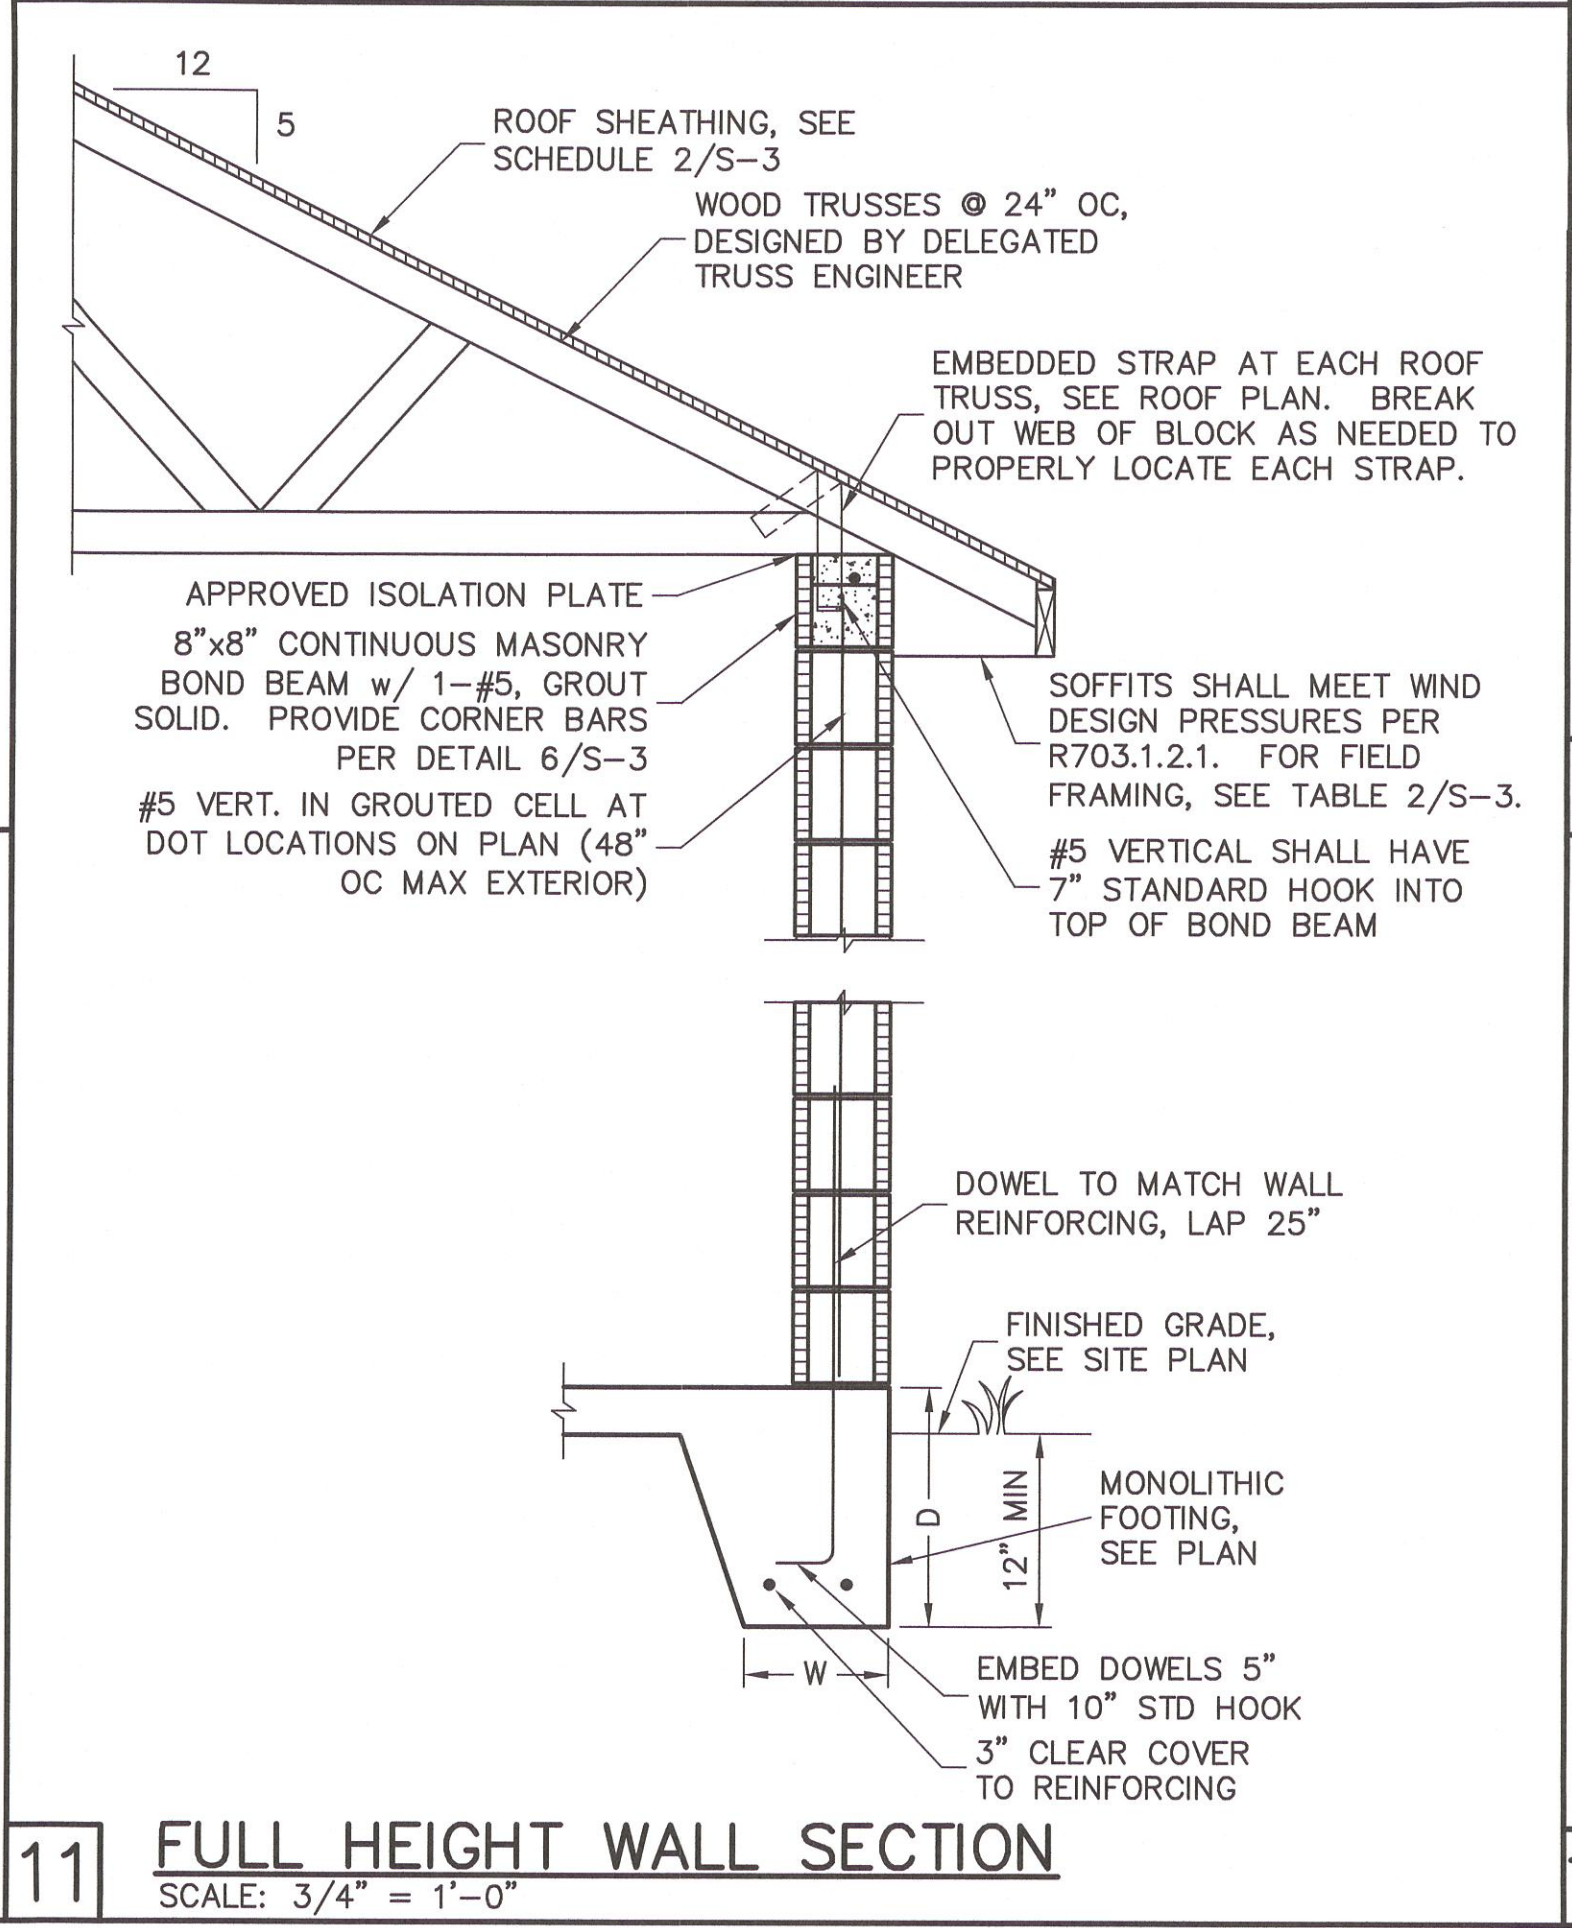 12
5
ROOF SHEATHING, SEE
SCHEDULE 2/S-3
WOOD TRUSSES @ 24" OC,
DESIGNED BY DELEGATED
TRUSS ENGINEER
EMBEDDED STRAP AT EACH ROOF
TRUSS, SEE ROOF PLAN. BREAK
OUT WEB OF BLOCK AS NEEDED TO
PROPERLY LOCATE EACH STRAP.
APPROVED ISOLATION PLATE
8"x8" CONTINUOUS MASONRY
BOND BEAM w/ 1-#5, GROUT
SOLID. PROVIDE CORNER BARS
PER DETAIL 6/S-3
#5 VERT. IN GROUTED CELL AT
DOT LOCATIONS ON PLAN (48"
OC MAX EXTERIOR)
SOFFITS SHALL MEET WIND
DESIGN PRESSURES PER
R703.1.2.1. FOR FIELD
FRAMING, SEE TABLE 2/S-3.
#5 VERTICAL SHALL HAVE
7" STANDARD HOOK INTO
TOP OF BOND BEAM
DOWEL TO MATCH WALL
REINFORCING, LAP 25"
FINISHED GRADE,
SEE SITE PLAN
D
12" MIN
MONOLITHIC
FOOTING,
SEE PLAN
W
EMBED DOWELS 5"
WITH 10" STD HOOK
3" CLEAR COVER
TO REINFORCING
11
FULL HEIGHT WALL SECTION
SCALE: 3/4" = 1'-0"